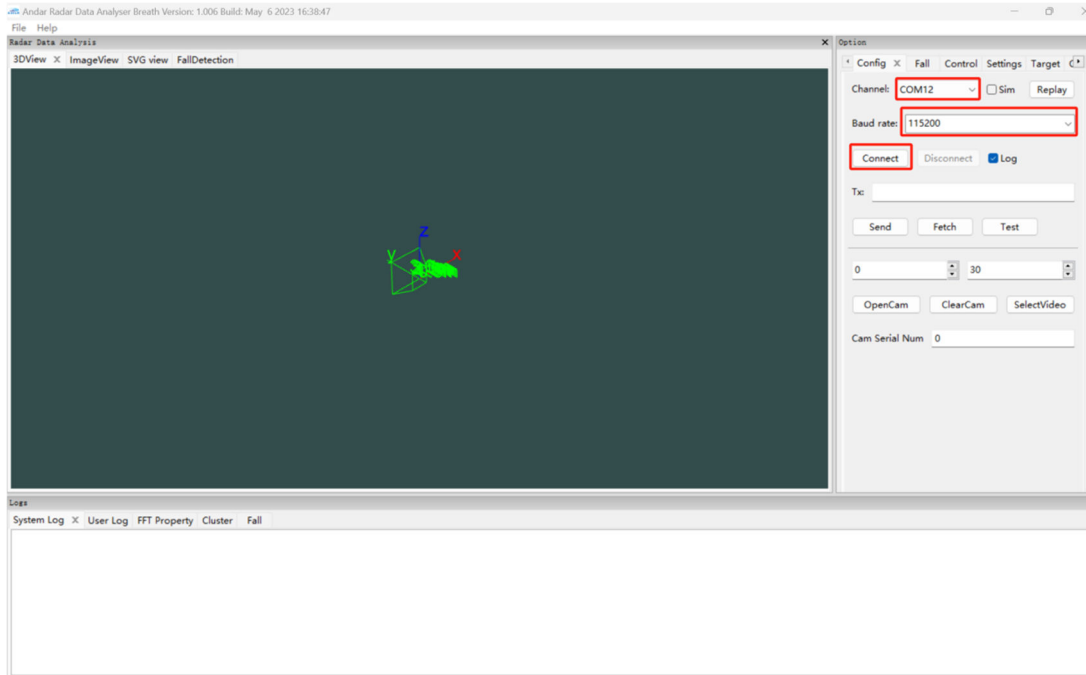 Andar Radar Data Analyser Breath Version: 1.006 Build: May 6 2023 16:38:47
File Help
Radar Data Analysis X
Option
3DView X ImageView SVG view FallDetection
Config X Fall Control Settings Target
Channel: COM12 Sim Replay
Baud rate: 115200
Connect Disconnect Log
Tx:
Send Fetch Test
0 30
OpenCam ClearCam SelectVideo
Cam Serial Num 0
Z
Y X
Logs
System Log X User Log FFT Property Cluster Fall